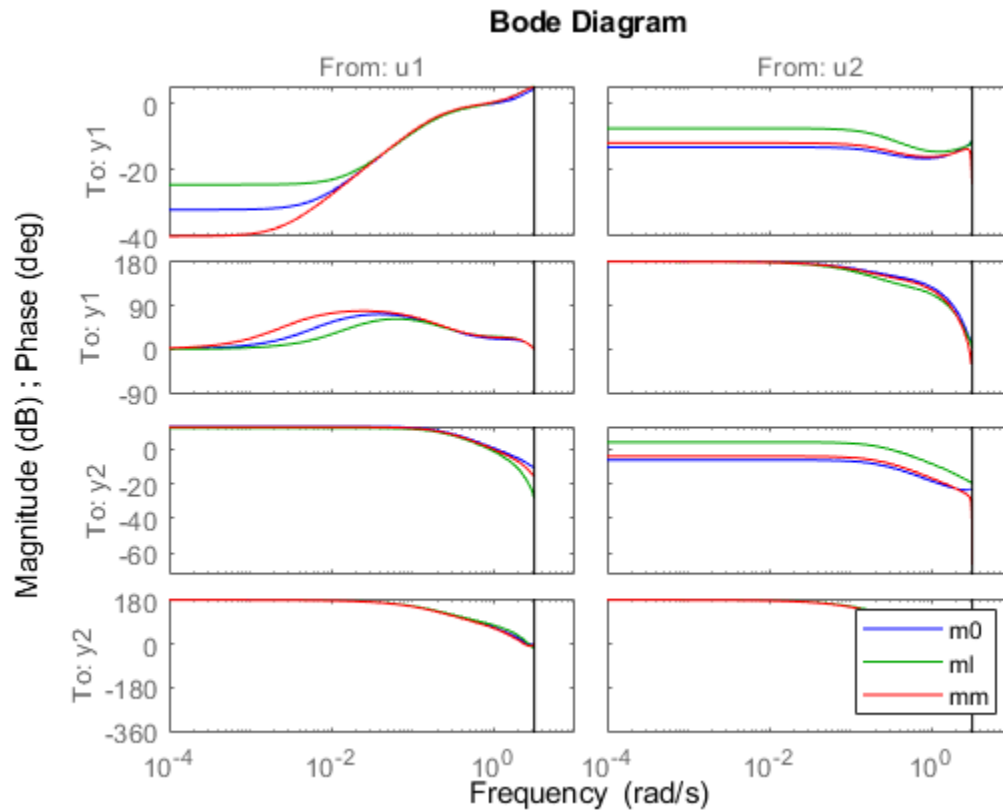 Bode Diagram
From: u1
From: u2
Magnitude (dB) ; Phase (deg)
To: y1
0
-20
-40
To: y1
180
90
0
-90
To: y2
0
-20
-40
-60
To: y2
180
0
-180
-360
m0
ml
mm
10^-4
10^-2
10^0
10^-4
10^-2
10^0
Frequency (rad/s)